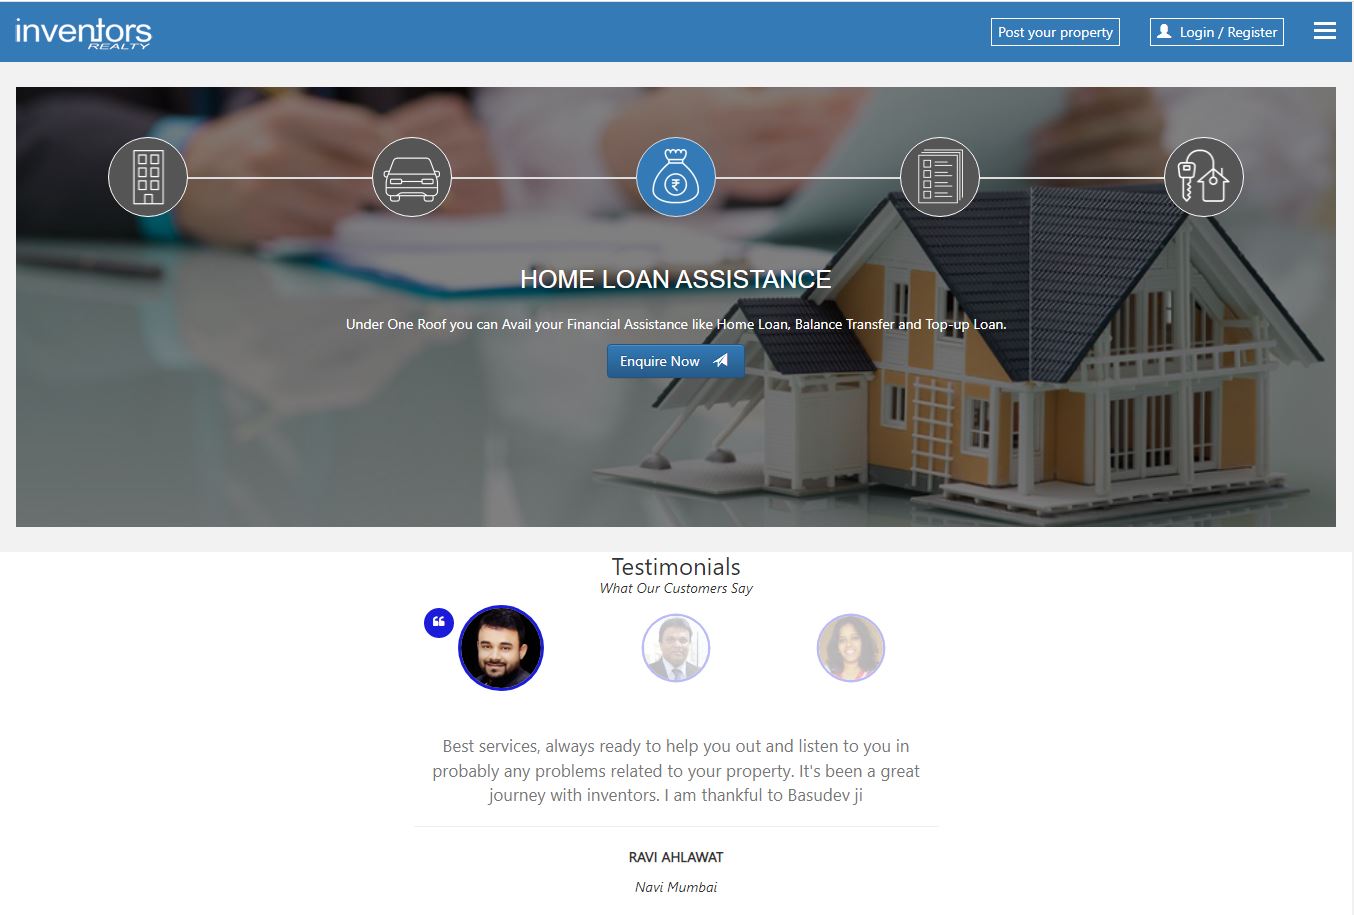 inventors
REALTY
Post your property
Login / Register
HOME LOAN ASSISTANCE
Under One Roof you can Avail your Financial Assistance like Home Loan, Balance Transfer and Top-up Loan.
Enquire Now
Testimonials
What Our Customers Say
Best services, always ready to help you out and listen to you in
probably any problems related to your property. It's been a great
journey with inventors. I am thankful to Basudev ji
RAVI AHLAWAT
Navi Mumbai